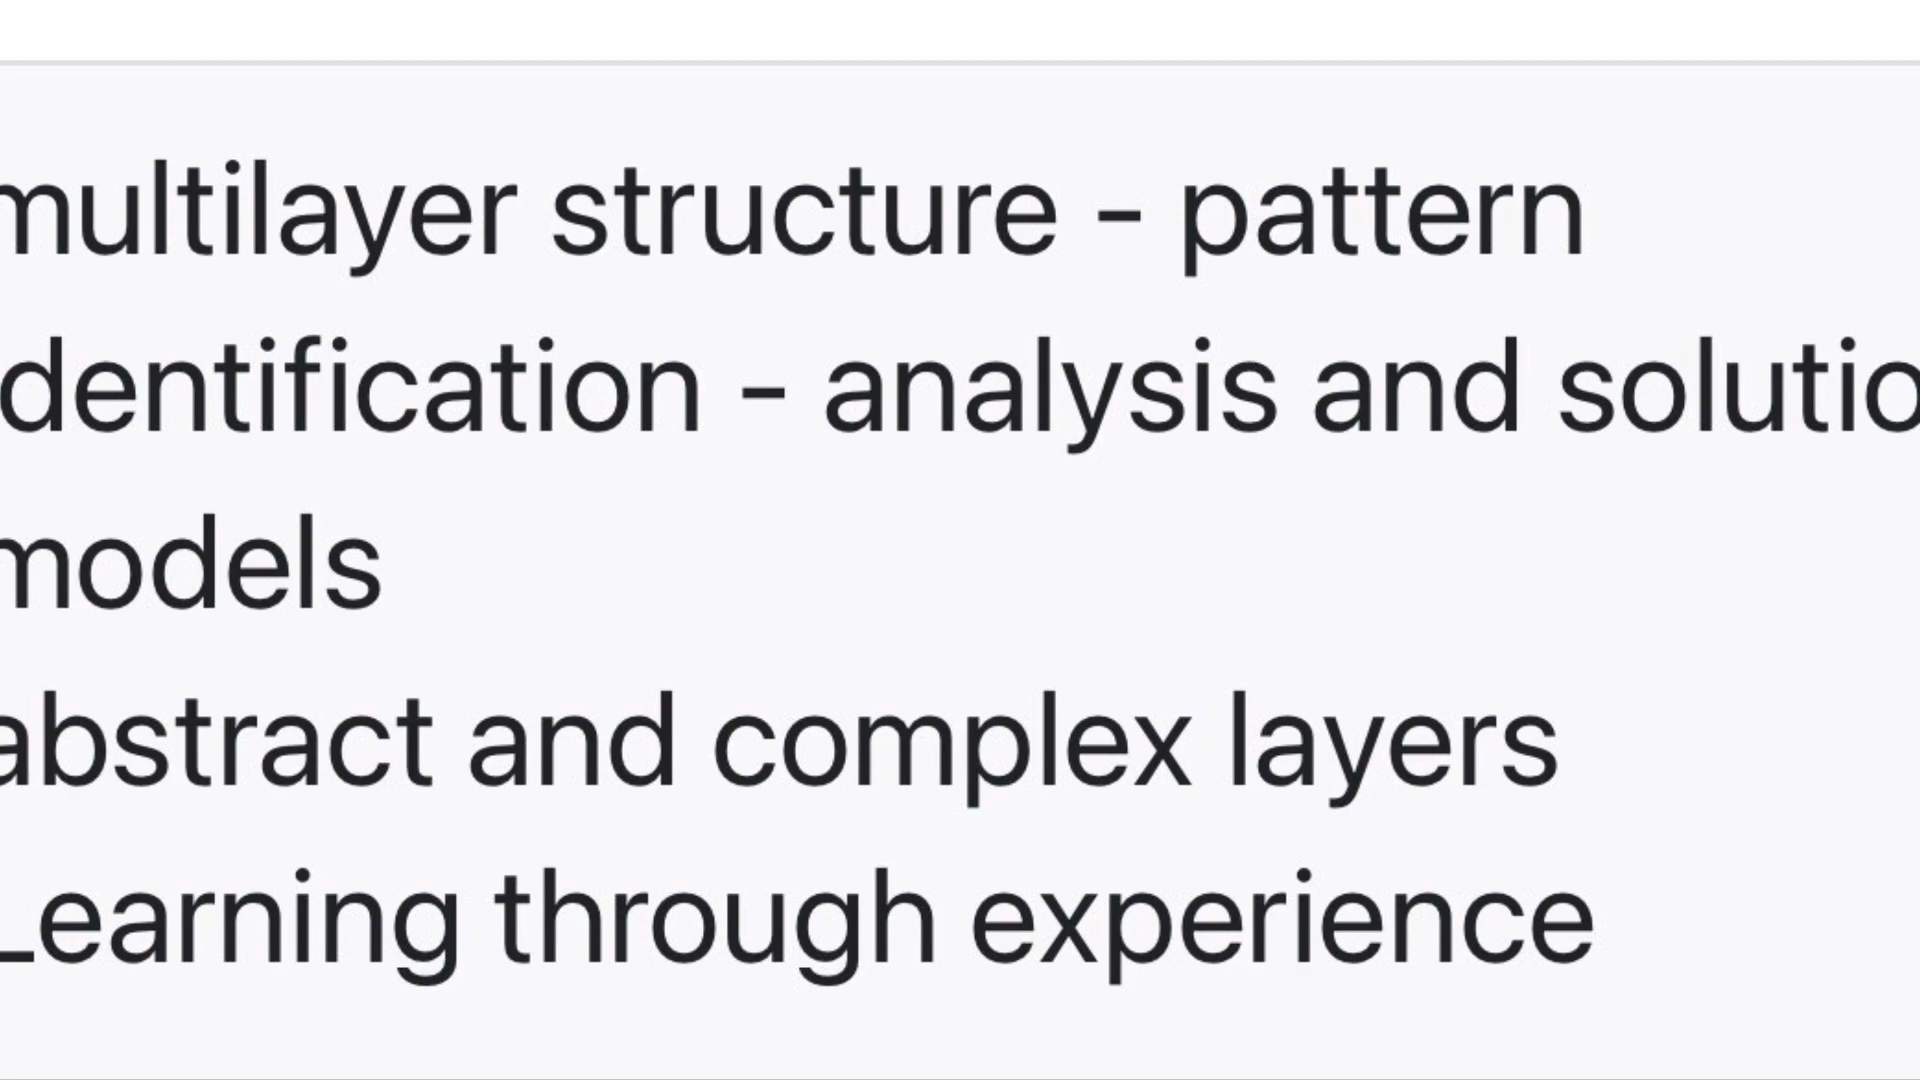 multilayer structure - pattern
dentification - analysis and solutio
models
abstract and complex layers
Learning through experience